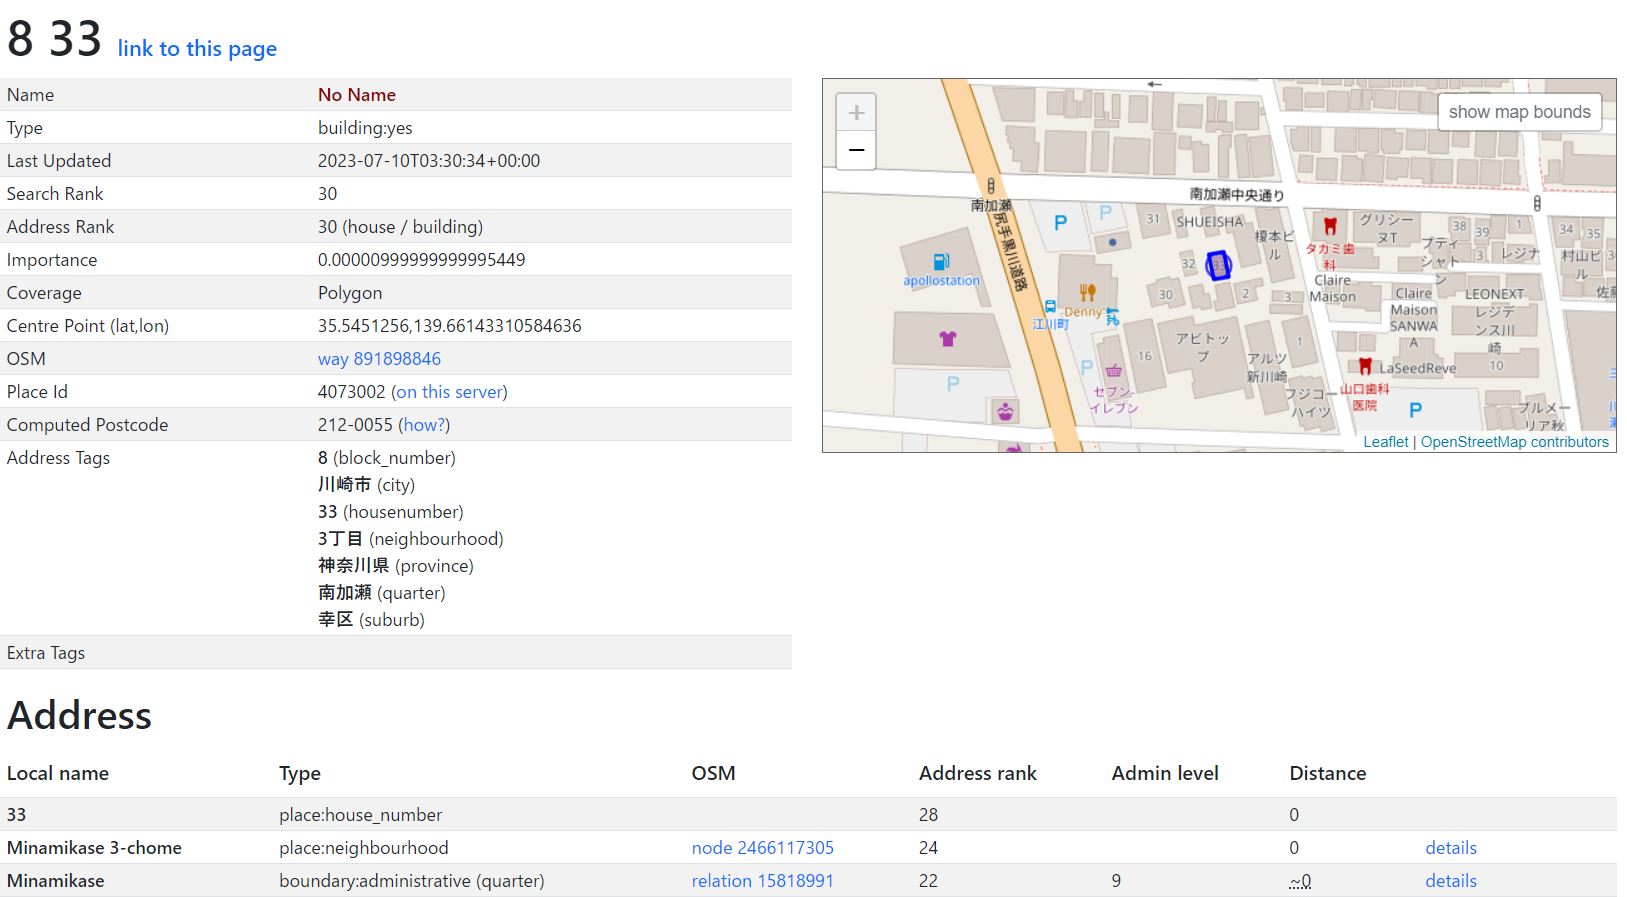 8 33 link to this page
Name No Name
Type building:yes
Last Updated 2023-07-10T03:30:34+00:00
Search Rank 30
Address Rank 30 (house / building)
Importance 0.00000999999999995449
Coverage Polygon
Centre Point (lat,lon) 35.5451256,139.66143310584636
OSM way 891898846
Place Id 4073002 (on this server)
Computed Postcode 212-0055 (how?)
Address Tags 8 (block_number)
川崎市 (city)
33 (housenumber)
3丁目 (neighbourhood)
神奈川県 (province)
南加瀬 (quarter)
幸区 (suburb)
Extra Tags
+
−
show map bounds
南加瀬中央通り
南加瀬
尻手黒川道路
P
P
31
SHUEISHA
榎本ビ
ル
タカミ歯
科
グリシー
ヌT
プティ
シャト
ン
38
39
1
3
レジナ
34
35
村山ビ
ル
佐
apollostation
32
33
30
2
3
Claire
Maison
Claire
Maison
SANWA
A
LEONEXT
レジデ
ンス川
崎
10
Denny'
江川町
16
アビトッ
プ
アルツ
新川崎
1
P
P
セブン-
イレブン
フジコー
ハイツ
山口歯科
医院
LaSeedReve
P
ブルメー
リア秋
Leaflet | OpenStreetMap contributors
Address
Local name Type OSM Address rank Admin level Distance
33 place:house_number 28 0
Minamikase 3-chome place:neighbourhood node 2466117305 24 0 details
Minamikase boundary:administrative (quarter) relation 15818991 22 9 ~0 details